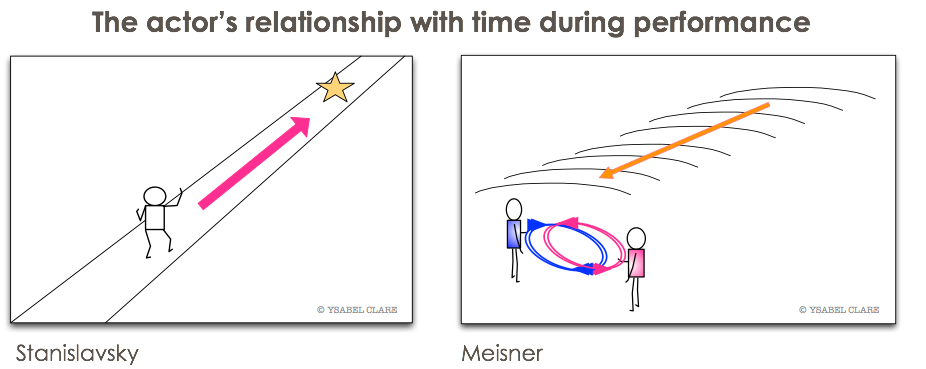 The actor’s relationship with time during performance
© YSABEL CLARE
© YSABEL CLARE
Stanislavsky
Meisner